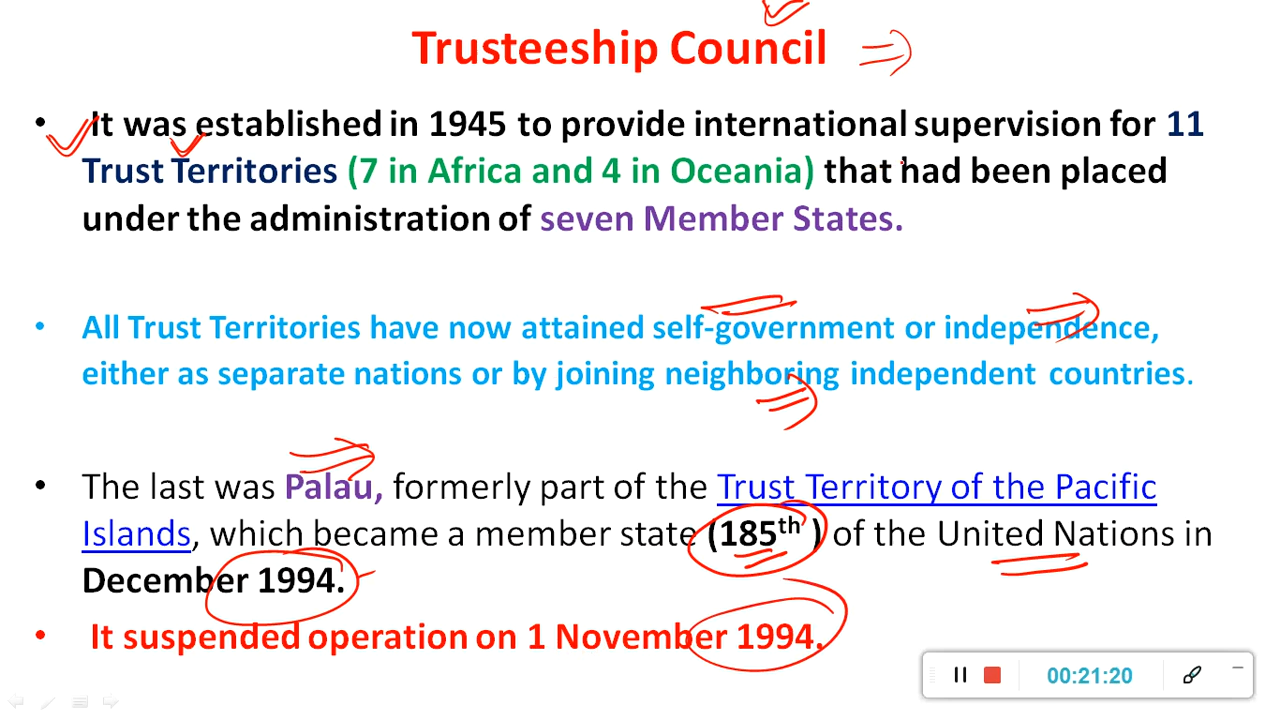 Trusteeship Council
• It was established in 1945 to provide international supervision for 11
Trust Territories (7 in Africa and 4 in Oceania) that had been placed
under the administration of seven Member States.
• All Trust Territories have now attained self-government or independence,
either as separate nations or by joining neighboring independent countries.
• The last was Palau, formerly part of the Trust Territory of the Pacific
Islands, which became a member state (185th ) of the United Nations in
December 1994.
• It suspended operation on 1 November 1994.
00:21:20